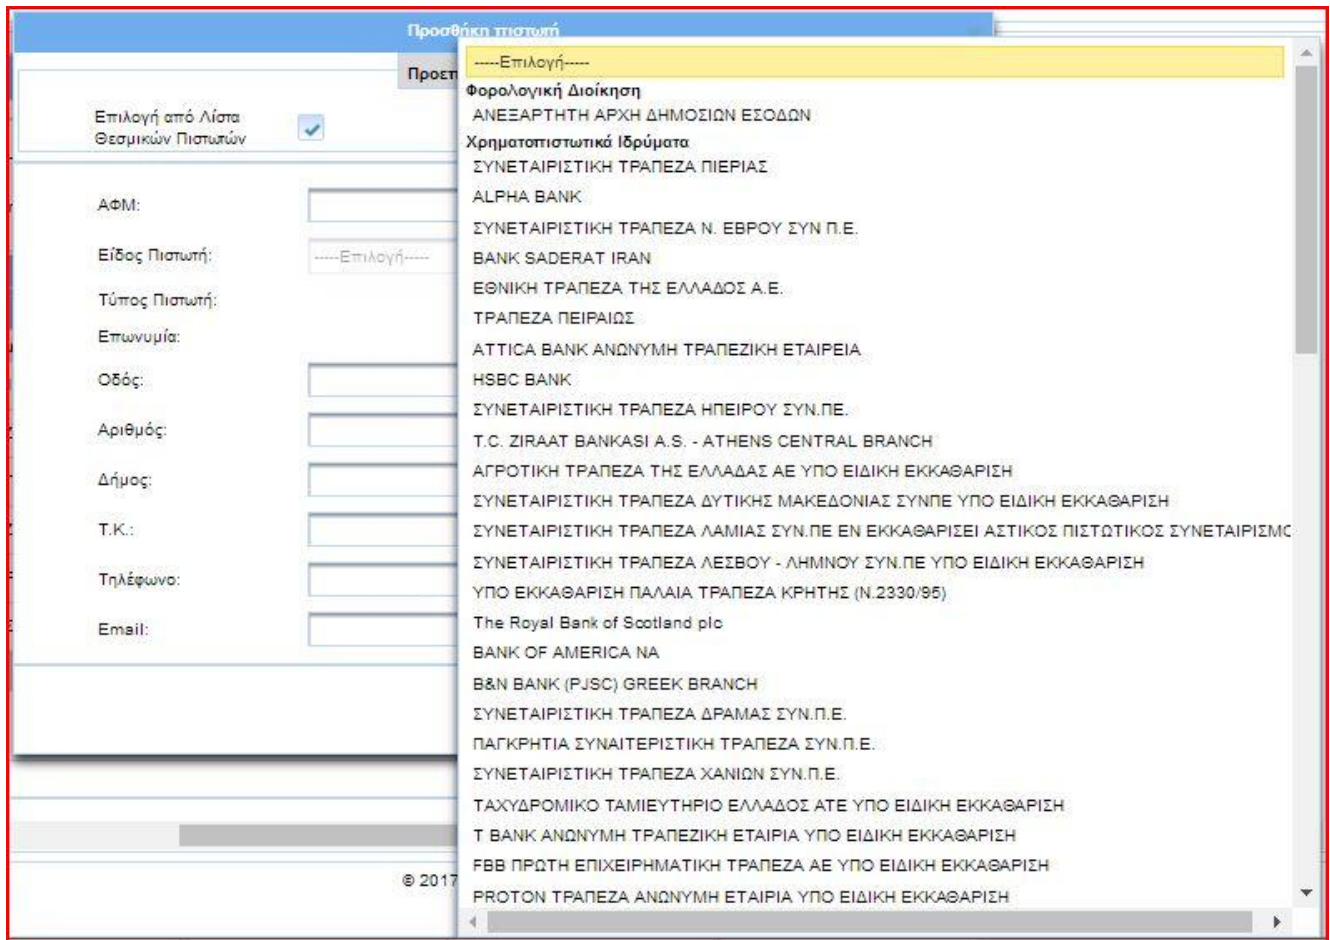 Προσθήκη πιστωτή
-----Επιλογή-----
Φορολογική Διοίκηση
ΑΝΕΞΑΡΤΗΤΗ ΑΡΧΗ ΔΗΜΟΣΙΩΝ ΕΣΟΔΩΝ
Χρηματοπιστωτικά Ιδρύματα
ΣΥΝΕΤΑΙΡΙΣΤΙΚΗ ΤΡΑΠΕΖΑ ΠΙΕΡΙΑΣ
ALPHA BANK
ΣΥΝΕΤΑΙΡΙΣΤΙΚΗ ΤΡΑΠΕΖΑ Ν. ΕΒΡΟΥ ΣΥΝ Π.Ε.
BANK SADERAT IRAN
ΕΘΝΙΚΗ ΤΡΑΠΕΖΑ ΤΗΣ ΕΛΛΑΔΟΣ Α.Ε.
ΤΡΑΠΕΖΑ ΠΕΙΡΑΙΩΣ
ATTICA BANK ΑΝΩΝΥΜΗ ΤΡΑΠΕΖΙΚΗ ΕΤΑΙΡΕΙΑ
HSBC BANK
ΣΥΝΕΤΑΙΡΙΣΤΙΚΗ ΤΡΑΠΕΖΑ ΗΠΕΙΡΟΥ ΣΥΝ.ΠΕ.
T.C. ZIRAAT BANKASI A.S. - ATHENS CENTRAL BRANCH
ΑΓΡΟΤΙΚΗ ΤΡΑΠΕΖΑ ΤΗΣ ΕΛΛΑΔΑΣ ΑΕ ΥΠΟ ΕΙΔΙΚΗ ΕΚΚΑΘΑΡΙΣΗ
ΣΥΝΕΤΑΙΡΙΣΤΙΚΗ ΤΡΑΠΕΖΑ ΔΥΤΙΚΗΣ ΜΑΚΕΔΟΝΙΑΣ ΣΥΝΠΕ ΥΠΟ ΕΙΔΙΚΗ ΕΚΚΑΘΑΡΙΣΗ
ΣΥΝΕΤΑΙΡΙΣΤΙΚΗ ΤΡΑΠΕΖΑ ΛΑΜΙΑΣ ΣΥΝ.ΠΕ ΕΝ ΕΚΚΑΘΑΡΙΣΕΙ ΑΣΤΙΚΟΣ ΠΙΣΤΩΤΙΚΟΣ ΣΥΝΕΤΑΙΡΙΣΜΟ
ΣΥΝΕΤΑΙΡΙΣΤΙΚΗ ΤΡΑΠΕΖΑ ΛΕΣΒΟΥ - ΛΗΜΝΟΥ ΣΥΝ.ΠΕ ΥΠΟ ΕΙΔΙΚΗ ΕΚΚΑΘΑΡΙΣΗ
ΥΠΟ ΕΚΚΑΘΑΡΙΣΗ ΠΑΛΑΙΑ ΤΡΑΠΕΖΑ ΚΡΗΤΗΣ (Ν.2330/95)
The Royal Bank of Scotland plc
BANK OF AMERICA NA
B&N BANK (PJSC) GREEK BRANCH
ΣΥΝΕΤΑΙΡΙΣΤΙΚΗ ΤΡΑΠΕΖΑ ΔΡΑΜΑΣ ΣΥΝ.Π.Ε.
ΠΑΓΚΡΗΤΙΑ ΣΥΝΑΙΤΕΡΙΣΤΙΚΗ ΤΡΑΠΕΖΑ ΣΥΝ.Π.Ε.
ΣΥΝΕΤΑΙΡΙΣΤΙΚΗ ΤΡΑΠΕΖΑ ΧΑΝΙΩΝ ΣΥΝ.Π.Ε.
ΤΑΧΥΔΡΟΜΙΚΟ ΤΑΜΙΕΥΤΗΡΙΟ ΕΛΛΑΔΟΣ ΑΤΕ ΥΠΟ ΕΙΔΙΚΗ ΕΚΚΑΘΑΡΙΣΗ
T BANK ΑΝΩΝΥΜΗ ΤΡΑΠΕΖΙΚΗ ΕΤΑΙΡΙΑ ΥΠΟ ΕΙΔΙΚΗ ΕΚΚΑΘΑΡΙΣΗ
FBB ΠΡΩΤΗ ΕΠΙΧΕΙΡΗΜΑΤΙΚΗ ΤΡΑΠΕΖΑ ΑΕ ΥΠΟ ΕΙΔΙΚΗ ΕΚΚΑΘΑΡΙΣΗ
PROTON ΤΡΑΠΕΖΑ ΑΝΩΝΥΜΗ ΕΤΑΙΡΙΑ ΥΠΟ ΕΙΔΙΚΗ ΕΚΚΑΘΑΡΙΣΗ
Προεπ
Επιλογή από Λίστα
Θεσμικών Πιστωτών
ΑΦΜ:
Είδος Πιστωτή:
-----Επιλογή-----
Τύπος Πιστωτή:
Επωνυμία:
Οδός:
Αριθμός:
Δήμος:
Τ.Κ.:
Τηλέφωνο:
Email:
© 2017